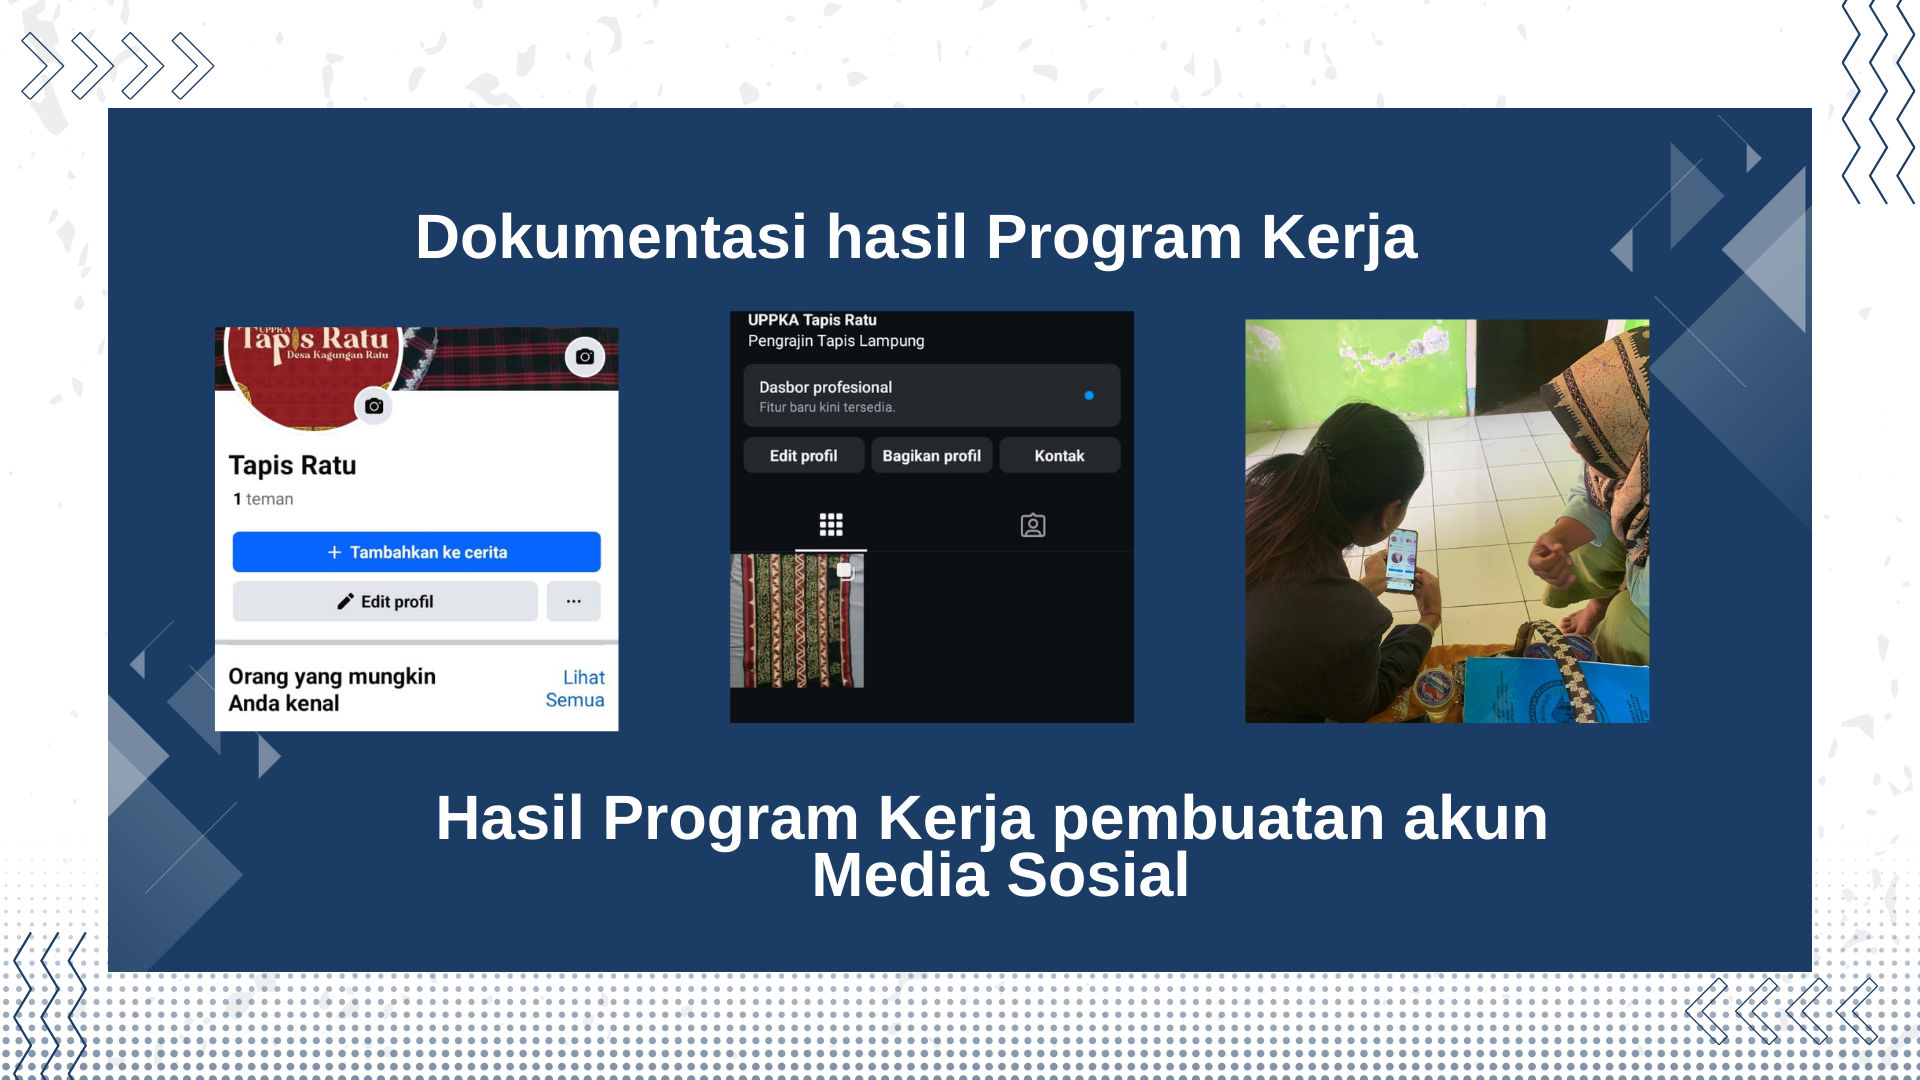 Dokumentasi hasil Program Kerja
UPPKA
Tapis Ratu
Desa Kagungan Ratu
Tapis Ratu
1 teman
+ Tambahkan ke cerita
Edit profil
...
Orang yang mungkin
Anda kenal
Lihat
Semua
UPPKA Tapis Ratu
Pengrajin Tapis Lampung
Dasbor profesional
Fitur baru kini tersedia.
Edit profil
Bagikan profil
Kontak
Hasil Program Kerja pembuatan akun
Media Sosial